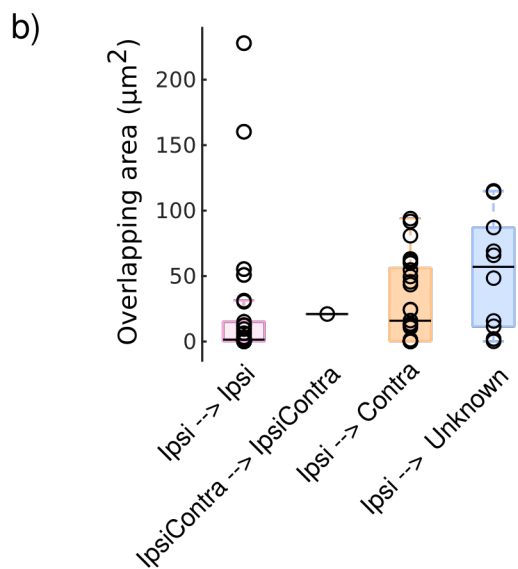 b)
Overlapping area (μm²)
200
150
100
50
0
Ipsi --> Ipsi
IpsiContra --> IpsiContra
Ipsi --> Contra
Ipsi --> Unknown